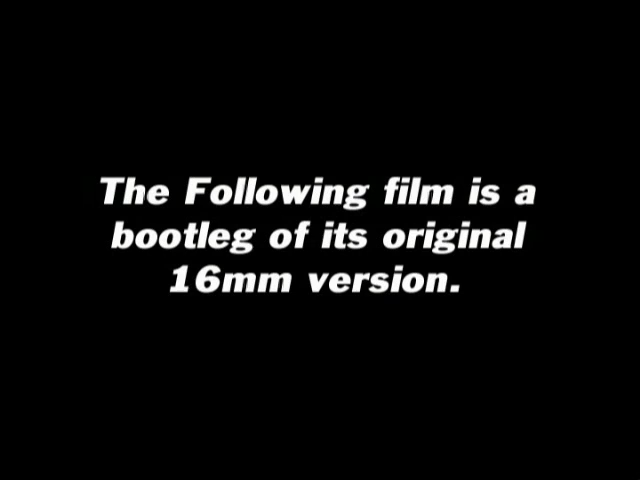 The Following film is a
bootleg of its original
16mm version.